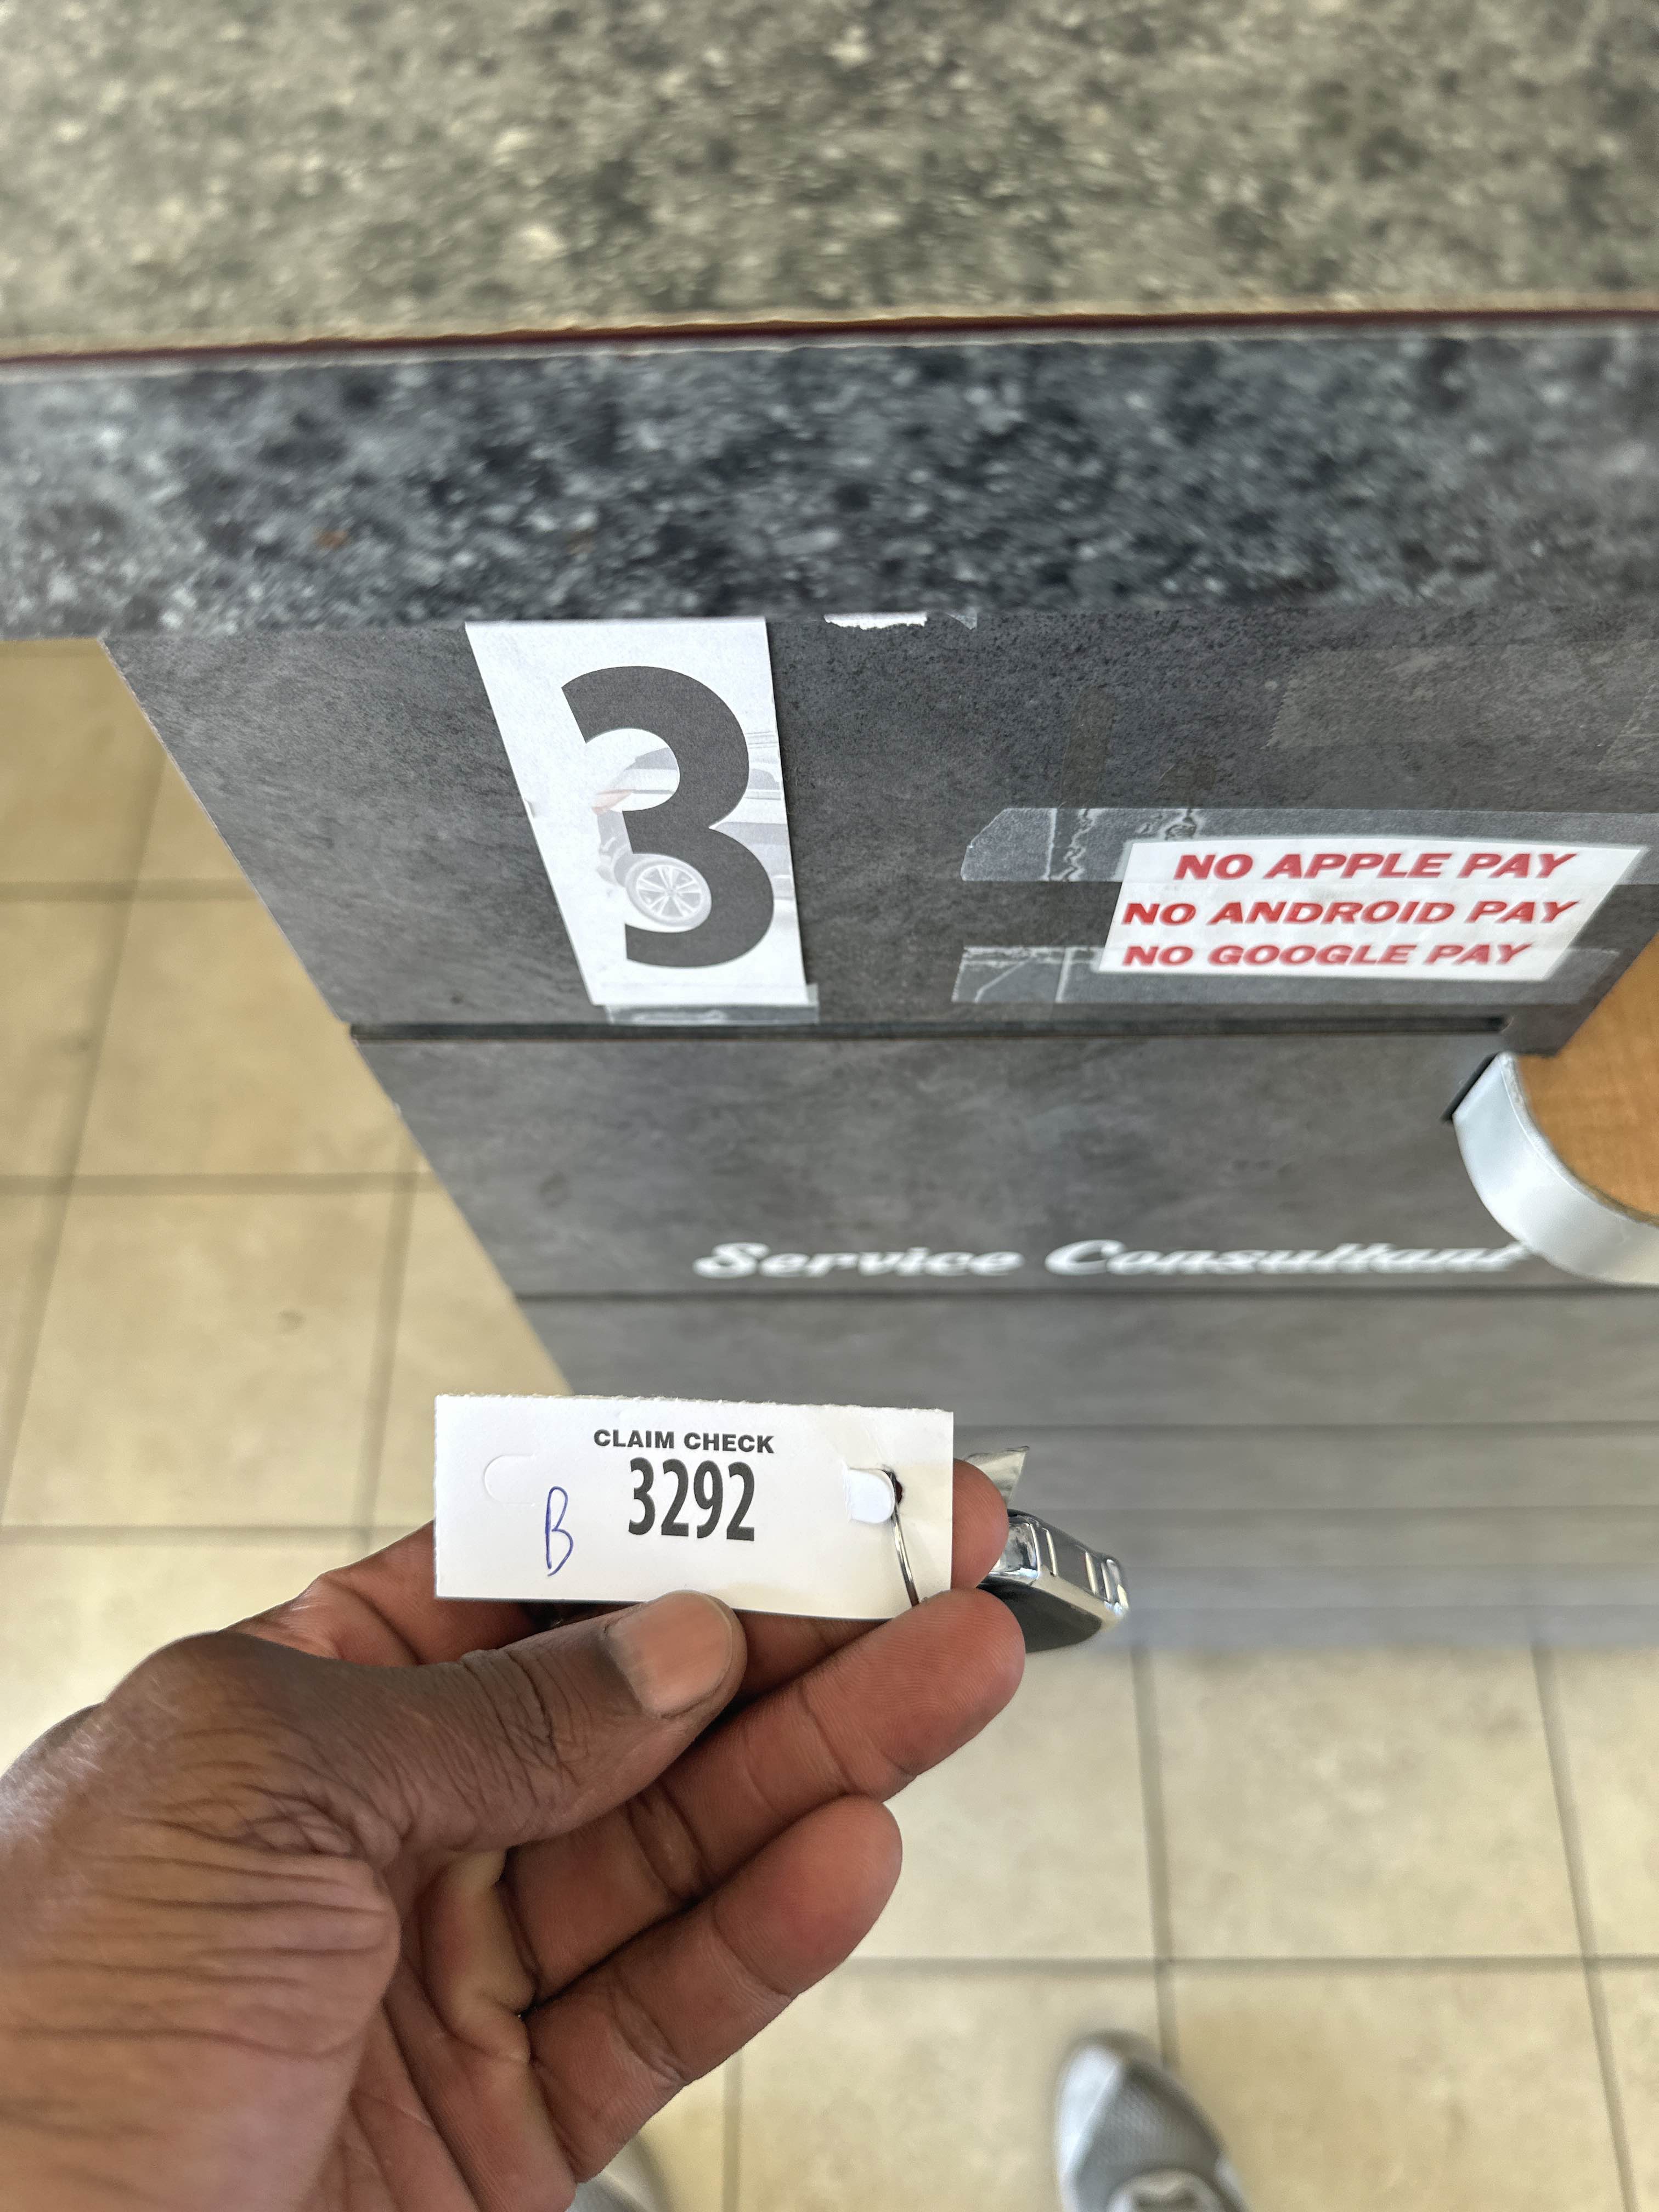 3
NO APPLE PAY
NO ANDROID PAY
NO GOOGLE PAY
Service Consultant
CLAIM CHECK
3292
B